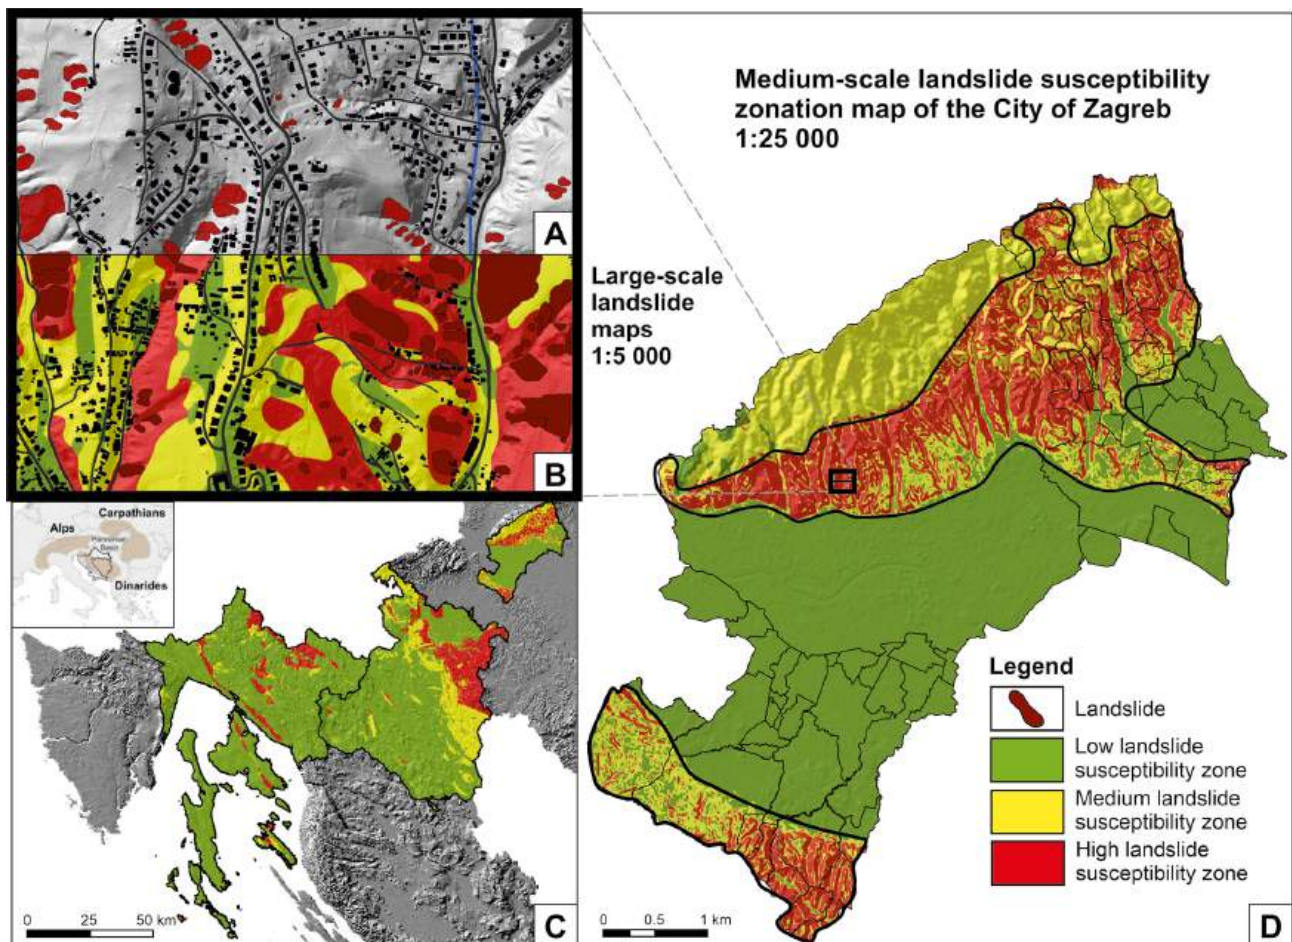 Medium-scale landslide susceptibility
zonation map of the City of Zagreb
1:25 000
A
Large-scale
landslide
maps
1:5 000
B
Carpathians
Alps
Pannonian
Basin
Dinarides
Legend
Landslide
Low landslide
susceptibility zone
Medium landslide
susceptibility zone
High landslide
susceptibility zone
0 25 50 km
C
0 0.5 1 km
D